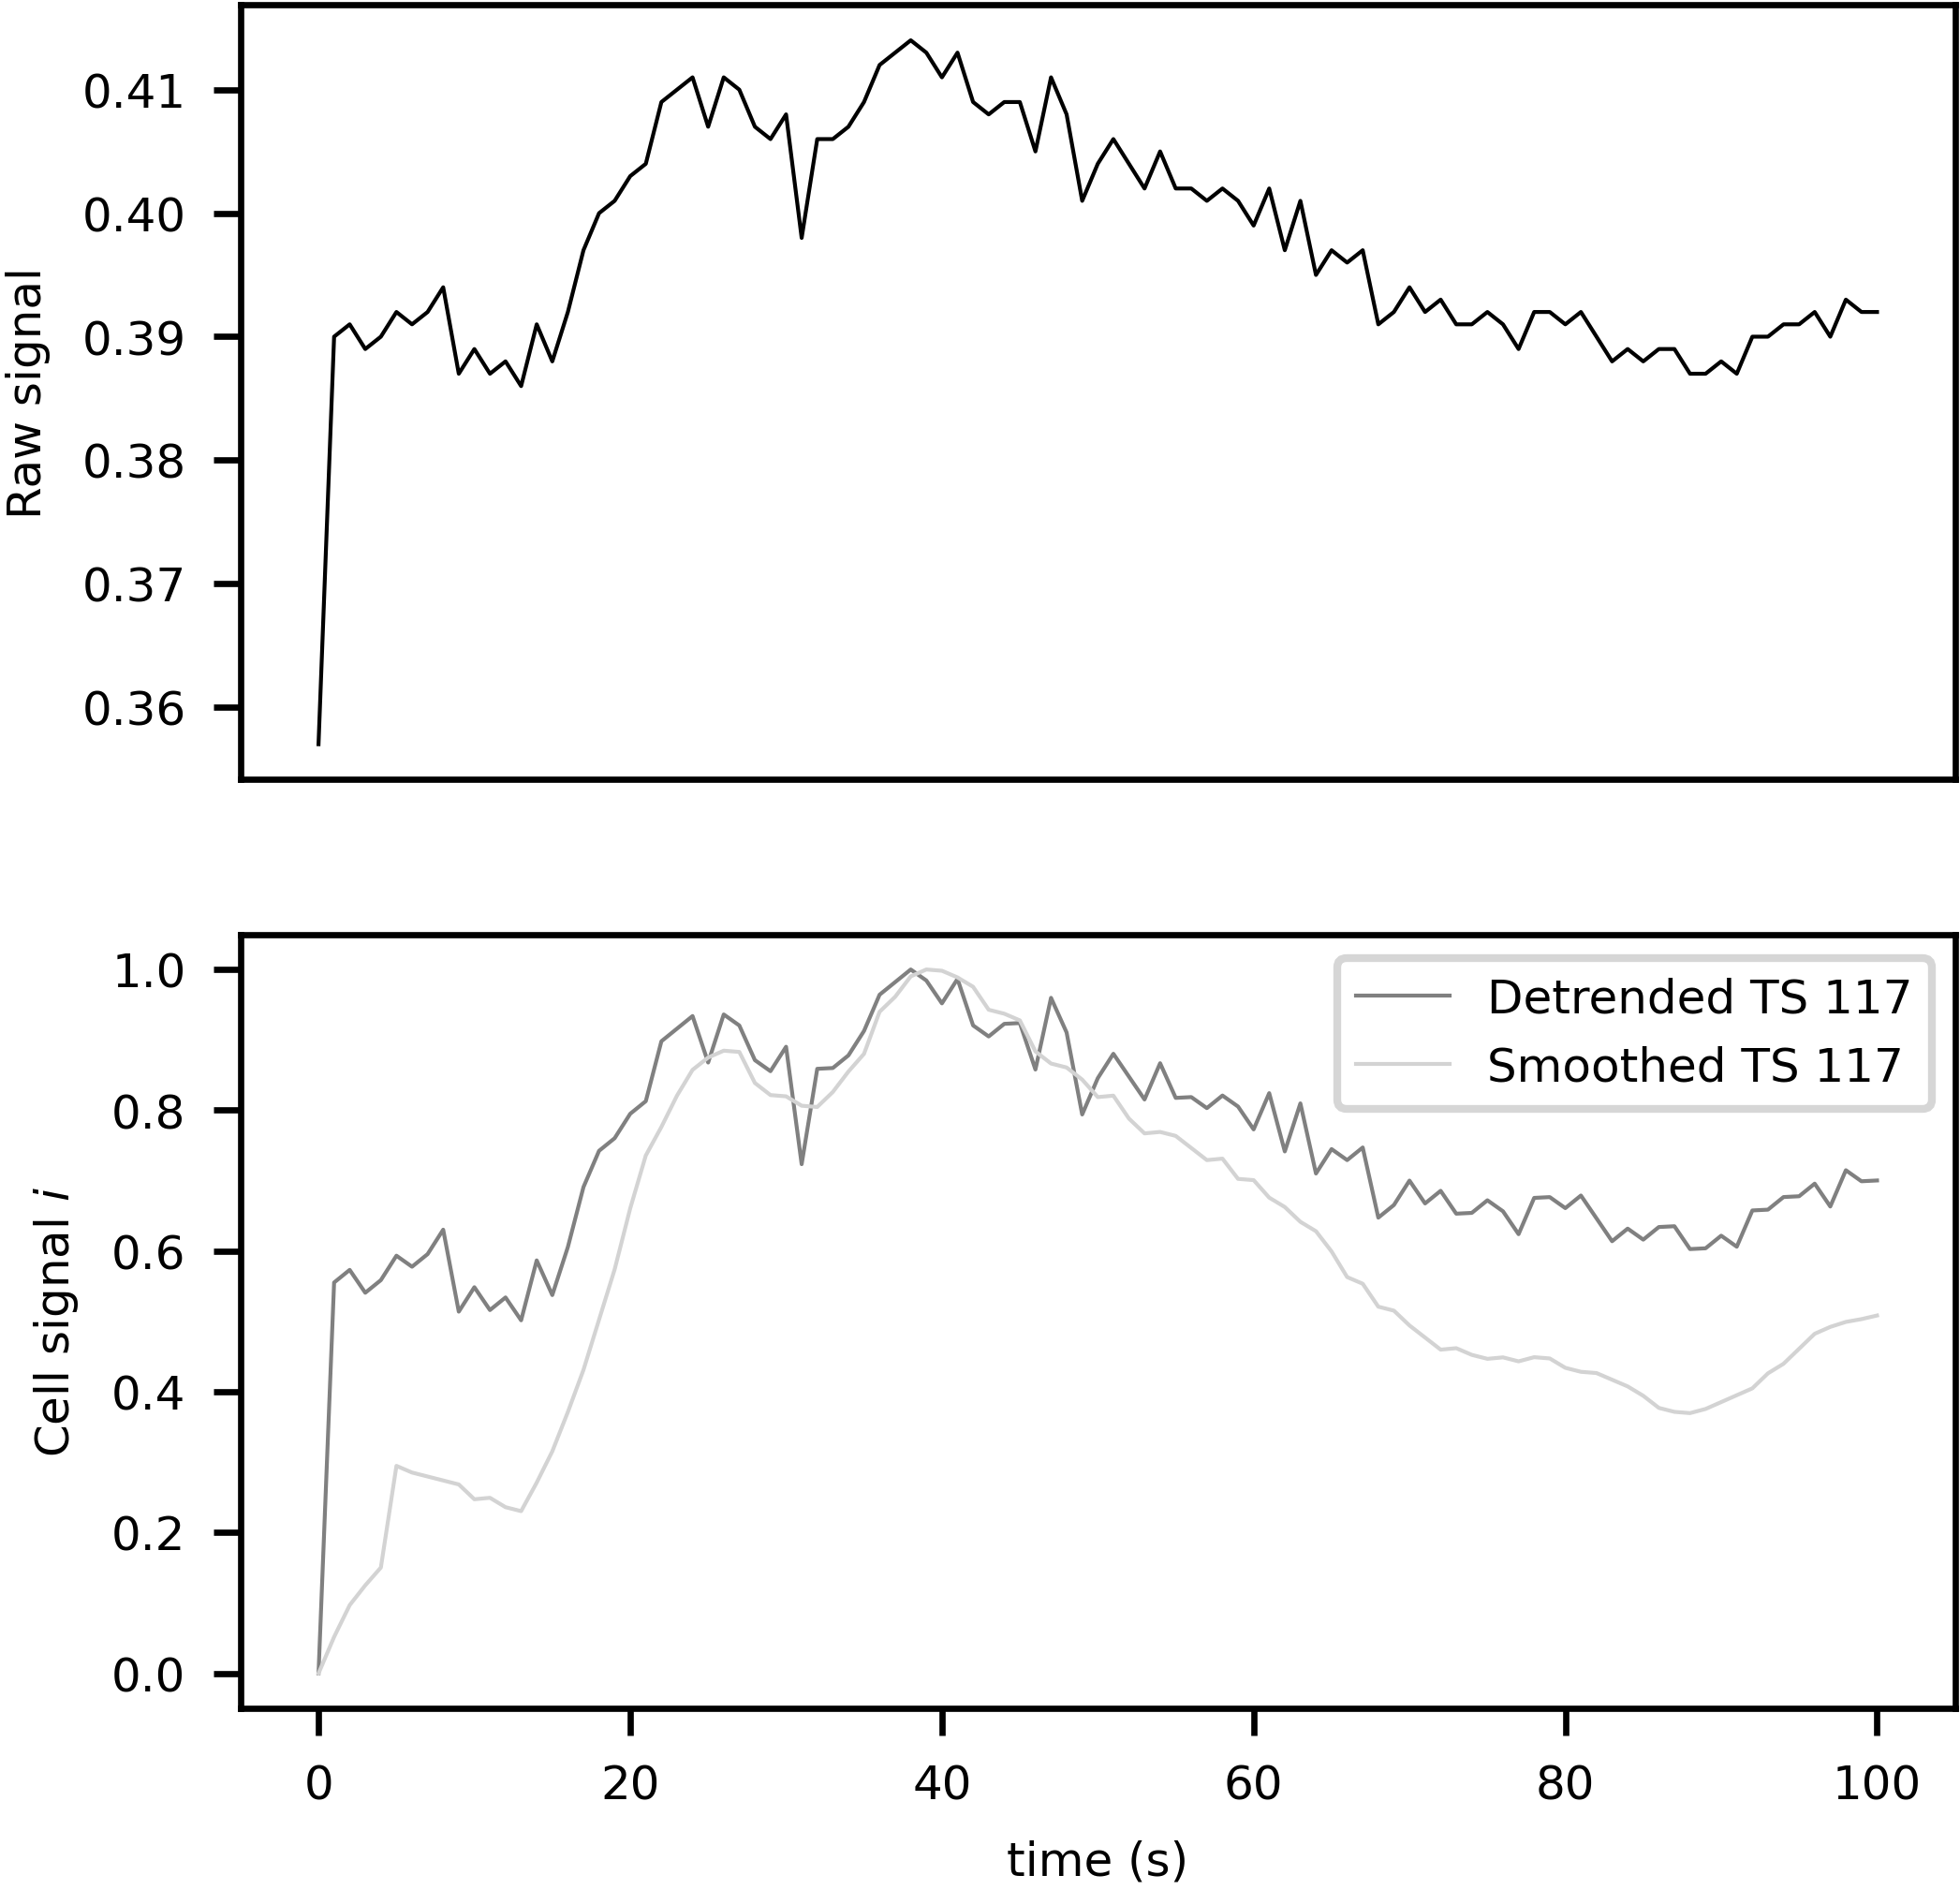 Raw signal
0.41
0.40
0.39
0.38
0.37
0.36
Cell signal i
1.0
0.8
0.6
0.4
0.2
0.0
Detrended TS 117
Smoothed TS 117
0 20 40 60 80 100
time (s)